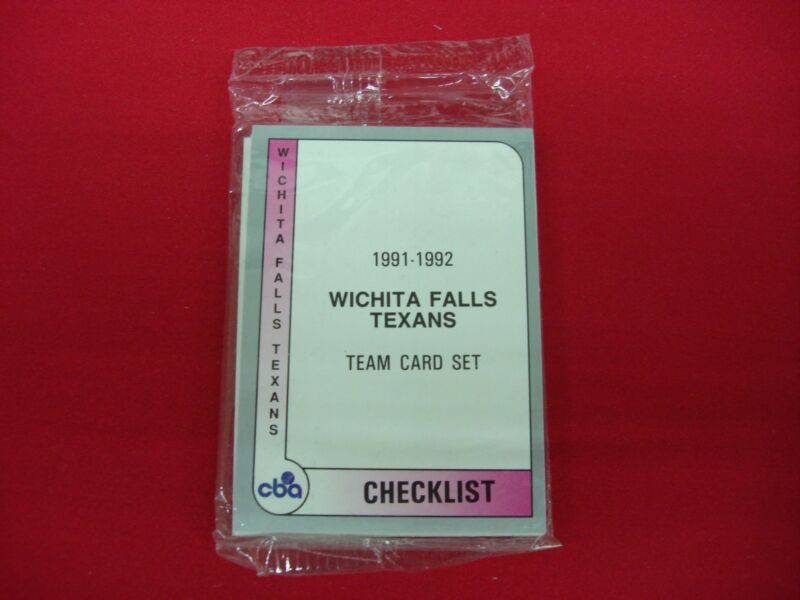 WICHITA FALLS TEXANS
1991-1992
WICHITA FALLS
TEXANS
TEAM CARD SET
cba
CHECKLIST